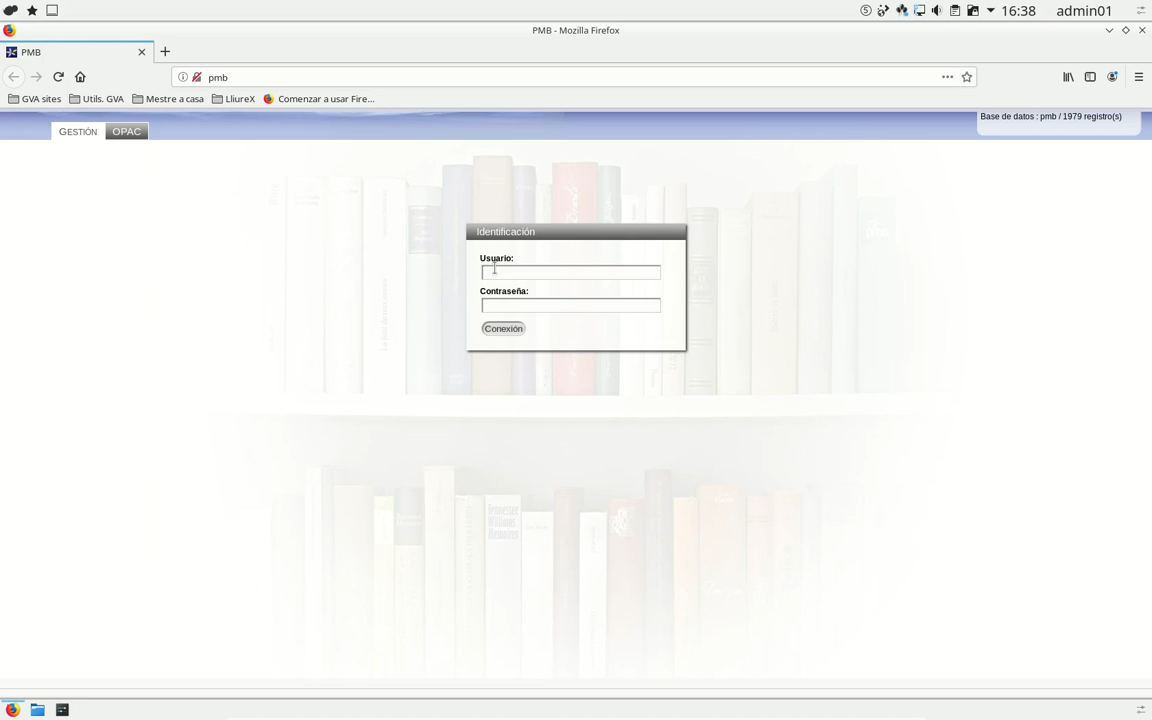 16:38
admin01
PMB - Mozilla Firefox
PMB
pmb
GVA sites
Utils. GVA
Mestre a casa
LliureX
Comenzar a usar Fire...
GESTIÓN
OPAC
Base de datos : pmb / 1979 registro(s)
Identificación
Usuario:
Contraseña:
Conexión